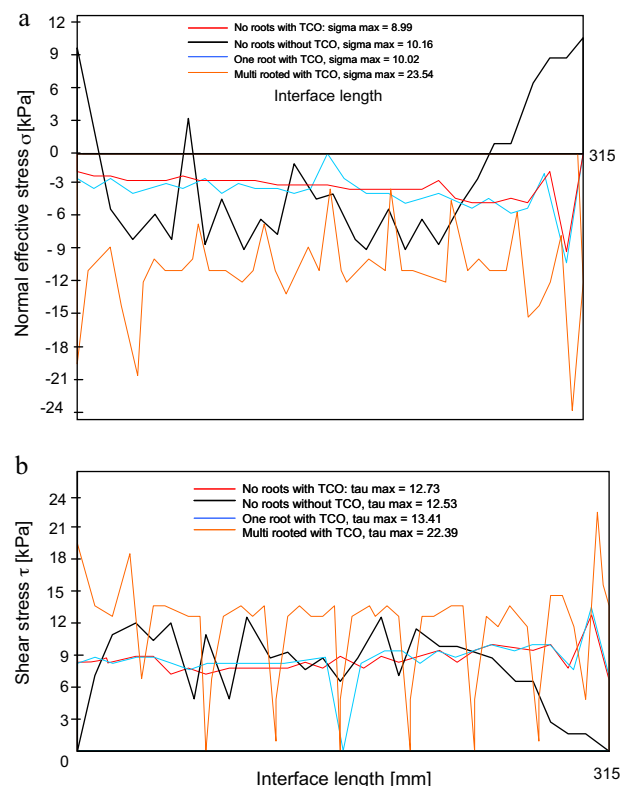 a
12
9
6
3
0
-3
-6
- 9
-12
-15
-18
-21
-24
Normal effective stress σ[kPa]
No roots with TCO: sigma max = 8.99
No roots without TCO, sigma max = 10.16
One root with TCO, sigma max = 10.02
Multi rooted with TCO, sigma max = 23.54
Interface length
315
b
24
21
18
15
12
9
6
3
0
Shear stress τ [kPa]
No roots with TCO: tau max = 12.73
No roots without TCO, tau max = 12.53
One root with TCO, tau max = 13.41
Multi rooted with TCO, tau max = 22.39
Interface length [mm]
315